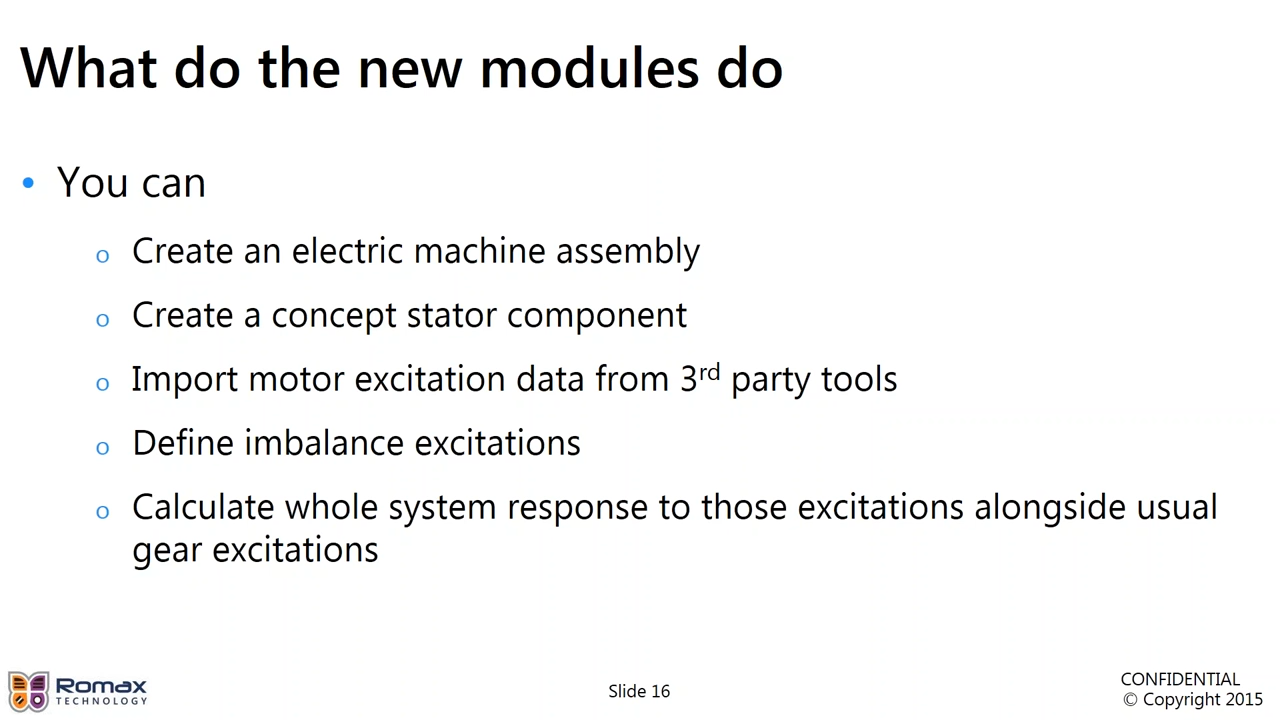 What do the new modules do
• You can
o Create an electric machine assembly
o Create a concept stator component
o Import motor excitation data from 3rd party tools
o Define imbalance excitations
o Calculate whole system response to those excitations alongside usual
gear excitations
Romax
TECHNOLOGY
Slide 16
CONFIDENTIAL
© Copyright 2015